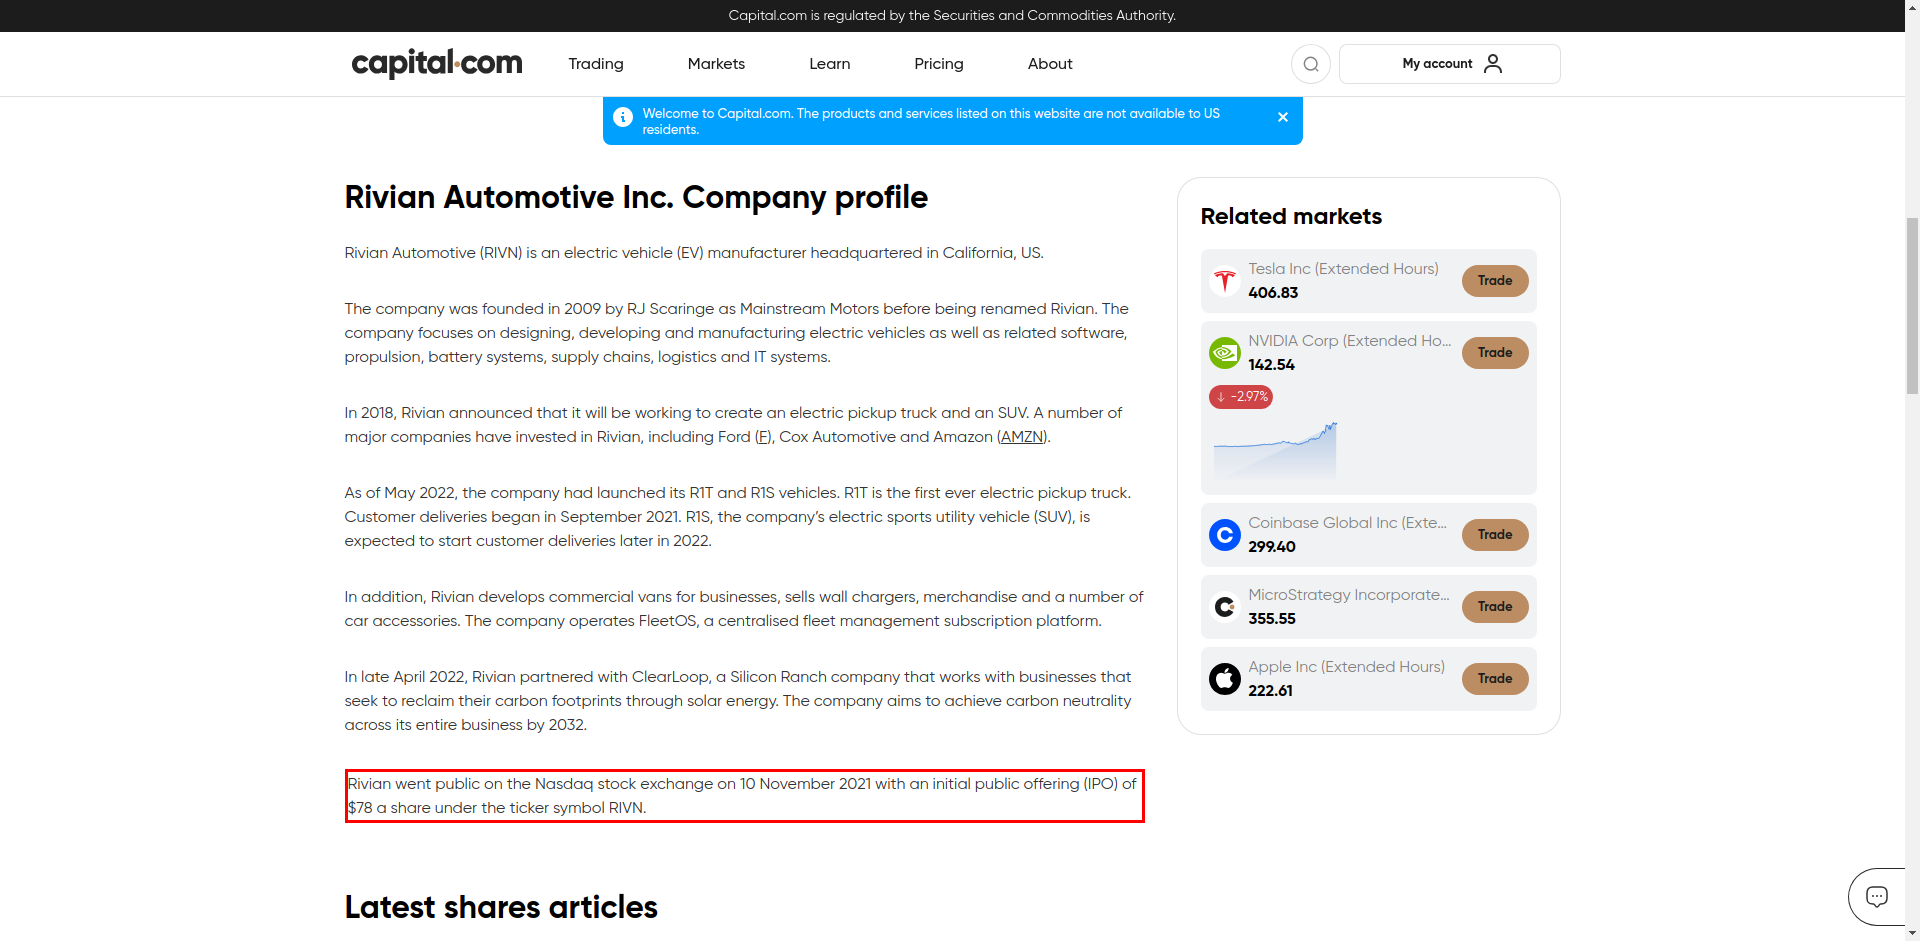 Capital.com is regulated by the Securities and Commodities Authority.
capital.com
Trading
Markets
Learn
Pricing
About
My account
Welcome to Capital.com. The products and services listed on this website are not available to US
residents.
Rivian Automotive Inc. Company profile
Rivian Automotive (RIVN) is an electric vehicle (EV) manufacturer headquartered in California, US.
The company was founded in 2009 by RJ Scaringe as Mainstream Motors before being renamed Rivian. The
company focuses on designing, developing and manufacturing electric vehicles as well as related software,
propulsion, battery systems, supply chains, logistics and IT systems.
In 2018, Rivian announced that it will be working to create an electric pickup truck and an SUV. A number of
major companies have invested in Rivian, including Ford (F), Cox Automotive and Amazon (AMZN).
As of May 2022, the company had launched its R1T and R1S vehicles. R1T is the first ever electric pickup truck.
Customer deliveries began in September 2021. R1S, the company's electric sports utility vehicle (SUV), is
expected to start customer deliveries later in 2022.
In addition, Rivian develops commercial vans for businesses, sells wall chargers, merchandise and a number of
car accessories. The company operates FleetOS, a centralised fleet management subscription platform.
In late April 2022, Rivian partnered with ClearLoop, a Silicon Ranch company that works with businesses that
seek to reclaim their carbon footprints through solar energy. The company aims to achieve carbon neutrality
across its entire business by 2032.
Rivian went public on the Nasdaq stock exchange on 10 November 2021 with an initial public offering (IPO) of
$78 a share under the ticker symbol RIVN.
Latest shares articles
Related markets
Tesla Inc (Extended Hours)
406.83
Trade
NVIDIA Corp (Extended Ho...
142.54
Trade
↓ -2.97%
Coinbase Global Inc (Exte...
299.40
Trade
MicroStrategy Incorporate...
355.55
Trade
Apple Inc (Extended Hours)
222.61
Trade